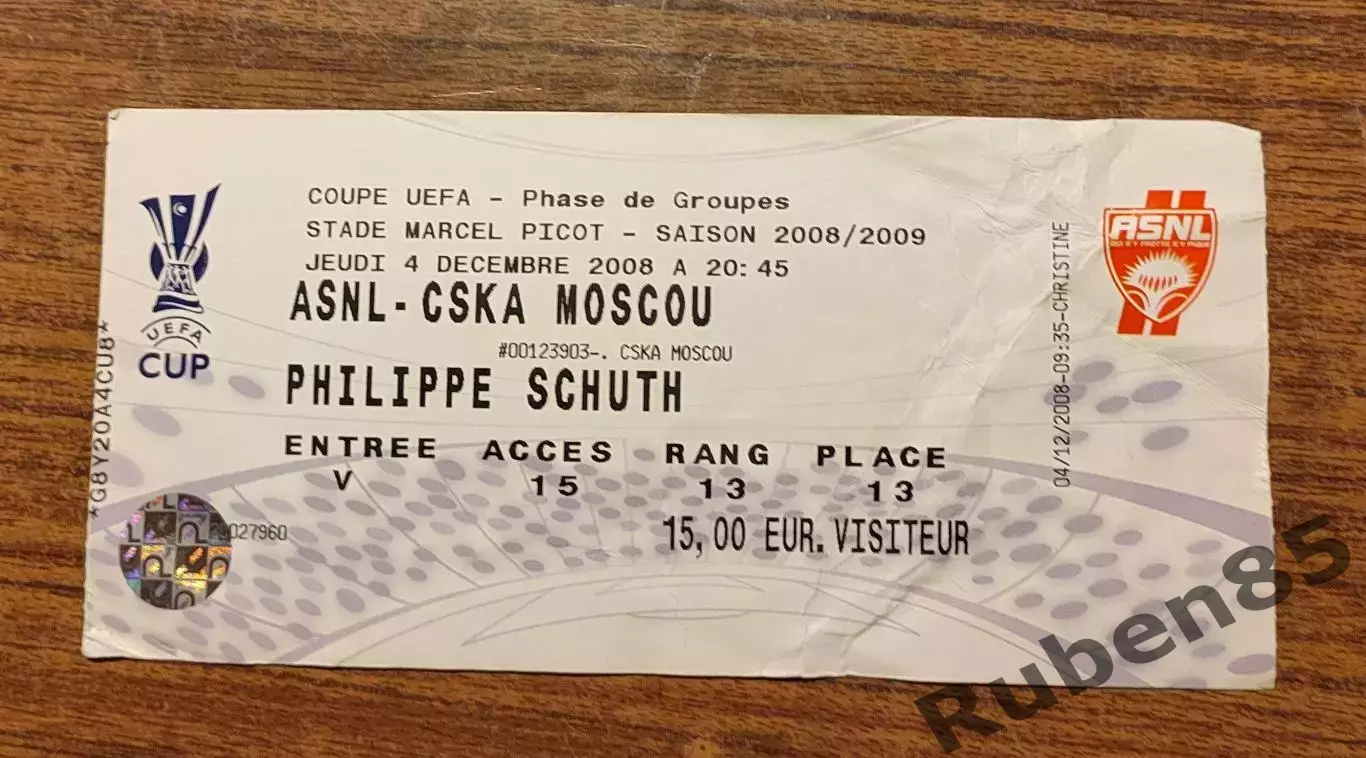 COUPE UEFA - Phase de Groupes
STADE MARCEL PICOT - SAISON 2008/2009
JEUDI 4 DECEMBRE 2008 A 20:45
ASNL-CSKA MOSCOU
#00123903-. CSKA MOSCOU
PHILIPPE SCHUTH
ENTREE ACCES RANG PLACE
V 15 13 13
15,00 EUR. VISITEUR
UEFA
CUP
*G8Y20A4CU8*
027960
ASNL
04/12/2008-09:35-CHRISTINE
Ruben85